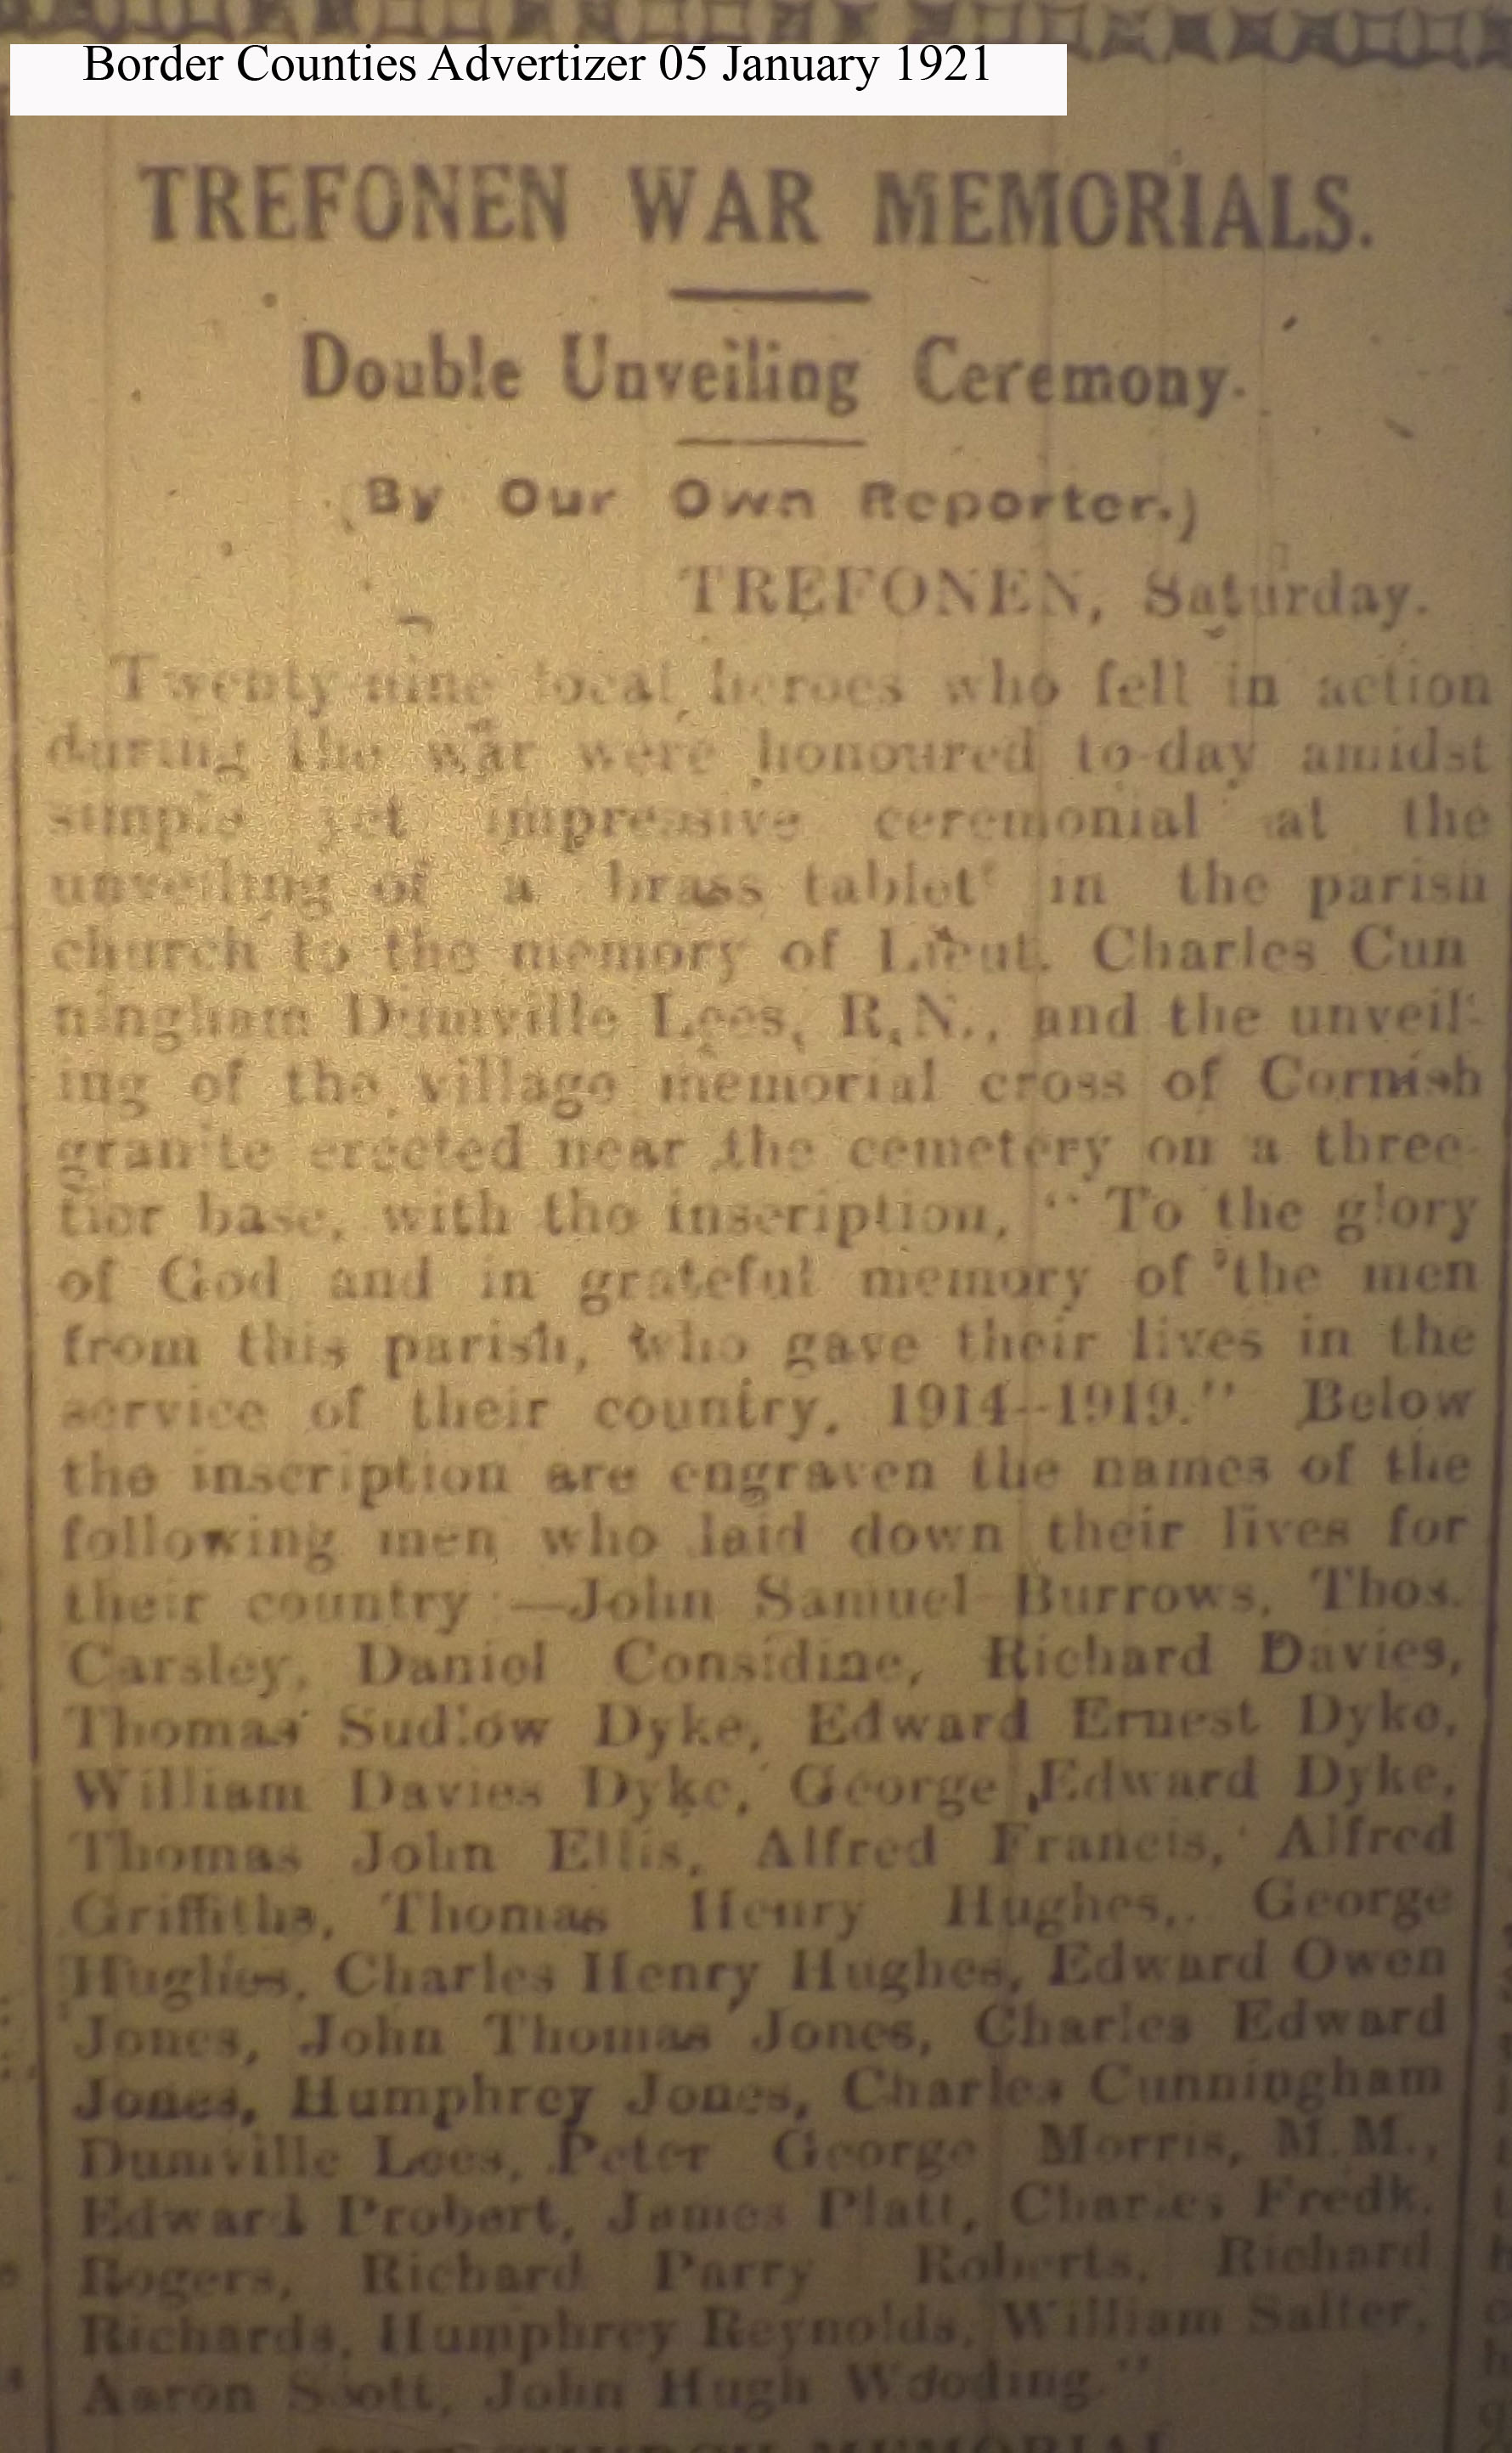 Border Counties Advertizer 05 January 1921
TREFONEN WAR MEMORIALS.
Double Unveiling Ceremony.
(By Our Own Reporter.)
TREFONEN, Saturday.
Twenty-nine local heroes who fell in action
during the war were honoured to-day amidst
simple yet impressive ceremonial at the
unveiling of a brass tablet in the parish
church to the memory of Lieut. Charles Cun
ningham Dumville Lees, R.N., and the unveil-
ing of the village memorial cross of Cornish
granite erected near the cemetery on a three-
tier base, with the inscription, "To the glory
of God and in grateful memory of the men
from this parish, who gave their lives in the
service of their country, 1914--1919." Below
the inscription are engraven the names of the
following men who laid down their lives for
their country :—John Samuel Burrows, Thos.
Carsley, Daniel Considine, Richard Davies,
Thomas Sudlow Dyke, Edward Ernest Dyke,
William Davies Dyke, George Edward Dyke,
Thomas John Ellis, Alfred Francis, Alfred
Griffiths, Thomas Henry Hughes,. George
Hughes, Charles Henry Hughes, Edward Owen
Jones, John Thomas Jones, Charles Edward
Jones, Humphrey Jones, Charles Cunningham
Dumville Lees, Peter George Morris, M.M.,
Edward Probert, James Platt, Charles Fredk.
Rogers, Richard Parry Roberts, Richard
Richards, Humphrey Reynolds, William Salter,
Aaron Scott, John Hugh Wooding."
MEMORIAL